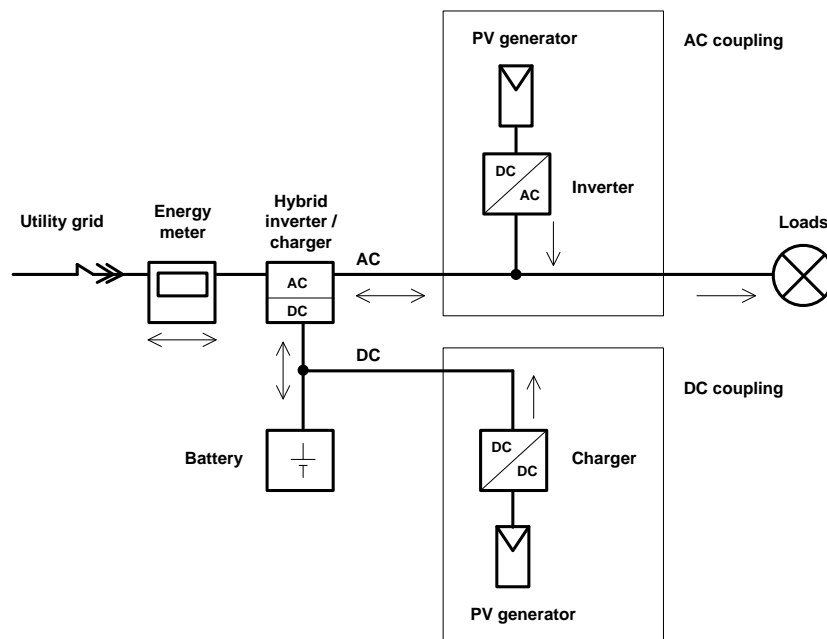 PV generator
AC coupling
DC
AC
Inverter
Utility grid
Energy
meter
Hybrid
inverter /
charger
Loads
AC
AC
DC
DC
DC coupling
Battery
DC
DC
Charger
PV generator